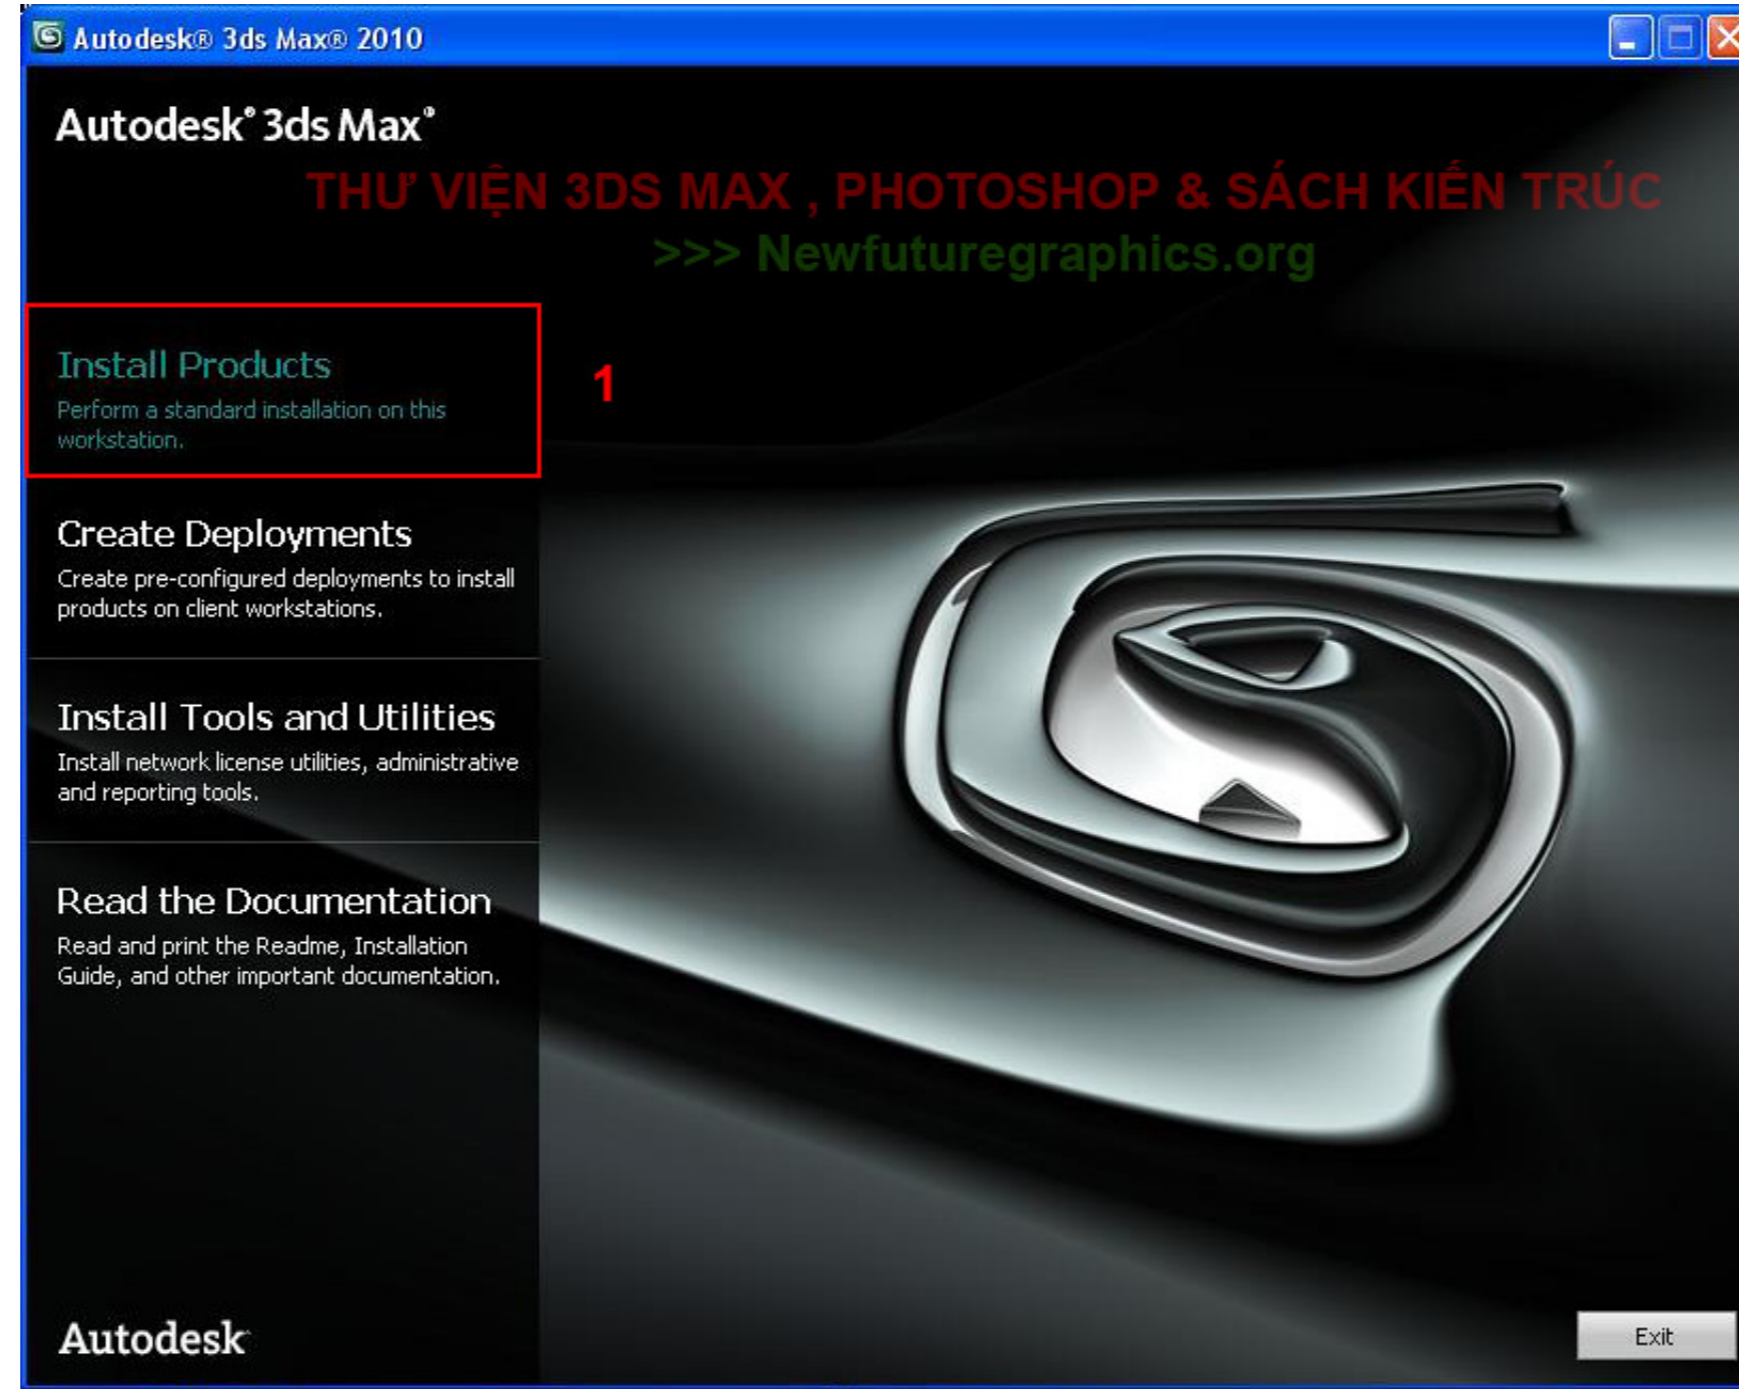 Autodesk® 3ds Max® 2010
Autodesk® 3ds Max®
THƯ VIỆN 3DS MAX , PHOTOSHOP & SÁCH KIẾN TRÚC
>>> Newfuturegraphics.org
Install Products
1
Perform a standard installation on this
workstation.
Create Deployments
Create pre-configured deployments to install
products on client workstations.
Install Tools and Utilities
Install network license utilities, administrative
and reporting tools.
Read the Documentation
Read and print the Readme, Installation
Guide, and other important documentation.
Autodesk
Exit